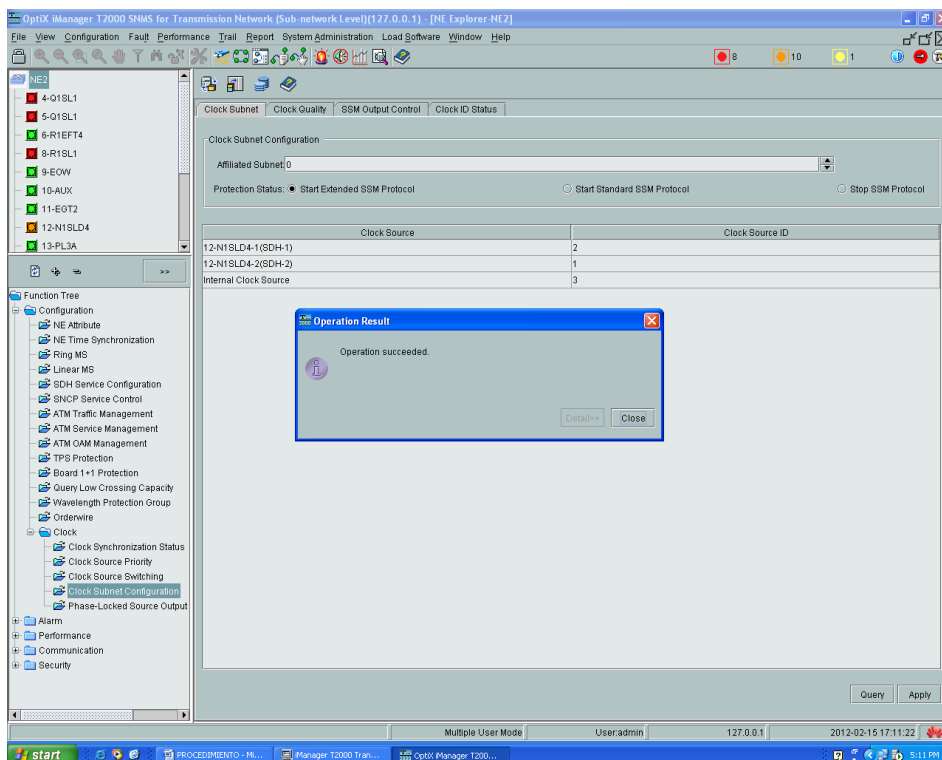 OptiX iManager T2000 SNMS for Transmission Network (Sub-network Level)(127.0.0.1) - [NE Explorer-NE2]
File View Configuration Fault Performance Trail Report System Administration Load Software Window Help
8 10 1
NE2
4-Q1SL1
5-Q1SL1
6-R1EFT4
8-R1SL1
9-EOW
10-AUX
11-EGT2
12-N1SLD4
13-PL3A
>>
Function Tree
Configuration
NE Attribute
NE Time Synchronization
Ring MS
Linear MS
SDH Service Configuration
SNCP Service Control
ATM Traffic Management
ATM Service Management
ATM OAM Management
TPS Protection
Board 1+1 Protection
Query Low Crossing Capacity
Wavelength Protection Group
Orderwire
Clock
Clock Synchronization Status
Clock Source Priority
Clock Source Switching
Clock Subnet Configuration
Phase-Locked Source Output
Alarm
Performance
Communication
Security
Clock Subnet Clock Quality SSM Output Control Clock ID Status
Clock Subnet Configuration
Affiliated Subnet: 0
Protection Status: Start Extended SSM Protocol Start Standard SSM Protocol Stop SSM Protocol
Clock Source Clock Source ID
12-N1SLD4-1(SDH-1) 2
12-N1SLD4-2(SDH-2) 1
Internal Clock Source 3
Operation Result
Operation succeeded.
Detail>> Close
Query Apply
Multiple User Mode User:admin 127.0.0.1 2012-02-15 17:11:22
start PROCEDIMIENTO - Mi... iManager T2000 Tran... OptiX iManager T200... 5:11 PM